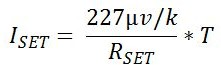 I_SET = 227μv/k / R_SET * T